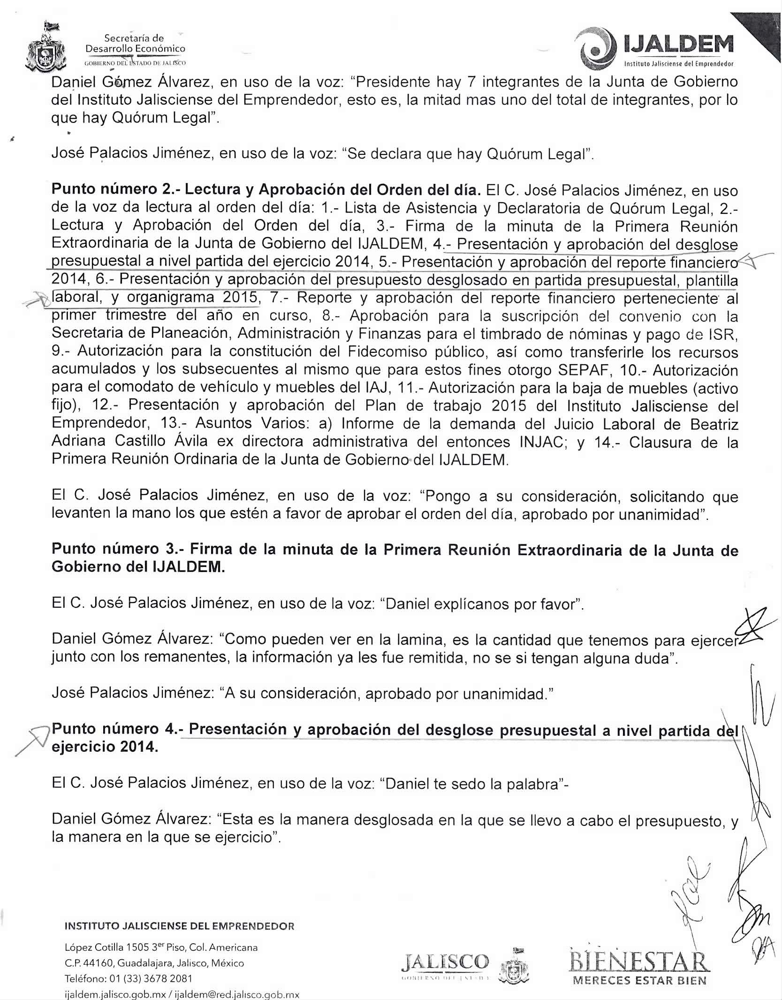 Secretaría de
Desarrollo Económico
GOBIERNO DEL ESTADO DE JALISCO
IJALDEM
Instituto Jalisciense del Emprendedor
Daniel Gómez Álvarez, en uso de la voz: “Presidente hay 7 integrantes de la Junta de Gobierno
del Instituto Jalisciense del Emprendedor, esto es, la mitad mas uno del total de integrantes, por lo
que hay Quórum Legal”.
José Palacios Jiménez, en uso de la voz: “Se declara que hay Quórum Legal”.
Punto número 2.- Lectura y Aprobación del Orden del día. El C. José Palacios Jiménez, en uso
de la voz da lectura al orden del día: 1.- Lista de Asistencia y Declaratoria de Quórum Legal, 2.-
Lectura y Aprobación del Orden del día, 3.- Firma de la minuta de la Primera Reunión
Extraordinaria de la Junta de Gobierno del IJALDEM, 4.- Presentación y aprobación del desglose
presupuestal a nivel partida del ejercicio 2014, 5.- Presentación y aprobación del reporte financiero
2014, 6.- Presentación y aprobación del presupuesto desglosado en partida presupuestal, plantilla
laboral, y organigrama 2015, 7.- Reporte y aprobación del reporte financiero perteneciente al
primer trimestre del año en curso, 8.- Aprobación para la suscripción del convenio con la
Secretaria de Planeación, Administración y Finanzas para el timbrado de nóminas y pago de ISR,
9.- Autorización para la constitución del Fidecomiso público, así como transferirle los recursos
acumulados y los subsecuentes al mismo que para estos fines otorgo SEPAF, 10.- Autorización
para el comodato de vehículo y muebles del IAJ, 11.- Autorización para la baja de muebles (activo
fijo), 12.- Presentación y aprobación del Plan de trabajo 2015 del Instituto Jalisciense del
Emprendedor, 13.- Asuntos Varios: a) Informe de la demanda del Juicio Laboral de Beatriz
Adriana Castillo Ávila ex directora administrativa del entonces INJAC; y 14.- Clausura de la
Primera Reunión Ordinaria de la Junta de Gobierno del IJALDEM.
El C. José Palacios Jiménez, en uso de la voz: “Pongo a su consideración, solicitando que
levanten la mano los que estén a favor de aprobar el orden del día, aprobado por unanimidad”.
Punto número 3.- Firma de la minuta de la Primera Reunión Extraordinaria de la Junta de
Gobierno del IJALDEM.
El C. José Palacios Jiménez, en uso de la voz: “Daniel explícanos por favor”.
Daniel Gómez Álvarez: “Como pueden ver en la lamina, es la cantidad que tenemos para ejercer
junto con los remanentes, la información ya les fue remitida, no se si tengan alguna duda”.
José Palacios Jiménez: “A su consideración, aprobado por unanimidad.”
Punto número 4.- Presentación y aprobación del desglose presupuestal a nivel partida del
ejercicio 2014.
El C. José Palacios Jiménez, en uso de la voz: “Daniel te sedo la palabra”-
Daniel Gómez Álvarez: “Esta es la manera desglosada en la que se llevo a cabo el presupuesto, y
la manera en la que se ejercicio”.
INSTITUTO JALISCIENSE DEL EMPRENDEDOR
López Cotilla 1505 3er Piso, Col. Americana
C.P. 44160, Guadalajara, Jalisco, México
Teléfono: 01 (33) 3678 2081
ijaldem.jalisco.gob.mx / ijaldem@red.jalisco.gob.mx
JALISCO
GOBIERNO DEL ESTADO
BIENESTAR
MERECES ESTAR BIEN